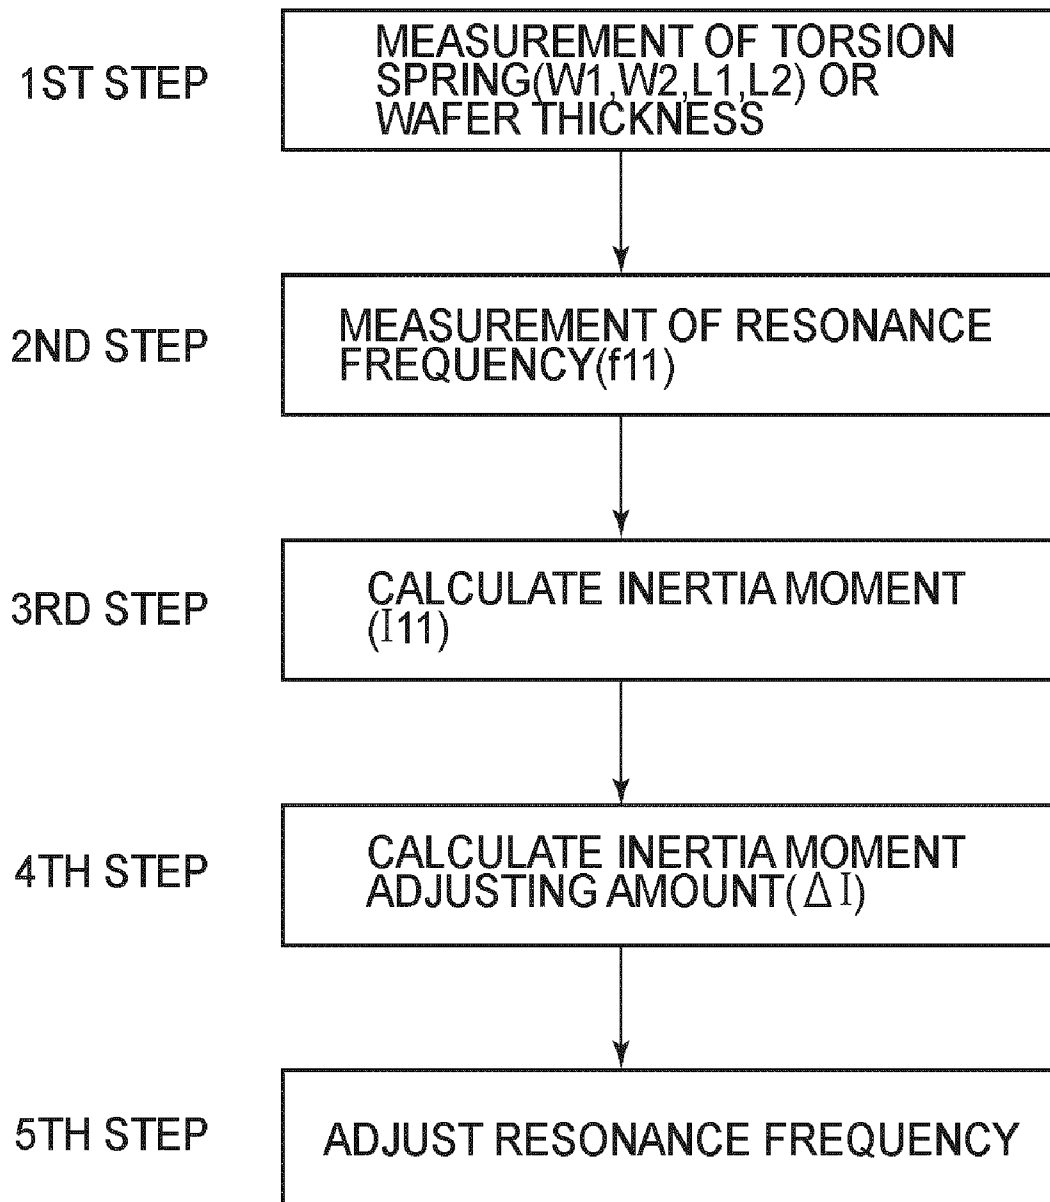 1ST STEP
MEASUREMENT OF TORSION
SPRING(W1,W2,L1,L2) OR
WAFER THICKNESS
2ND STEP
MEASUREMENT OF RESONANCE
FREQUENCY(f11)
3RD STEP
CALCULATE INERTIA MOMENT
(I11)
4TH STEP
CALCULATE INERTIA MOMENT
ADJUSTING AMOUNT(ΔI)
5TH STEP
ADJUST RESONANCE FREQUENCY